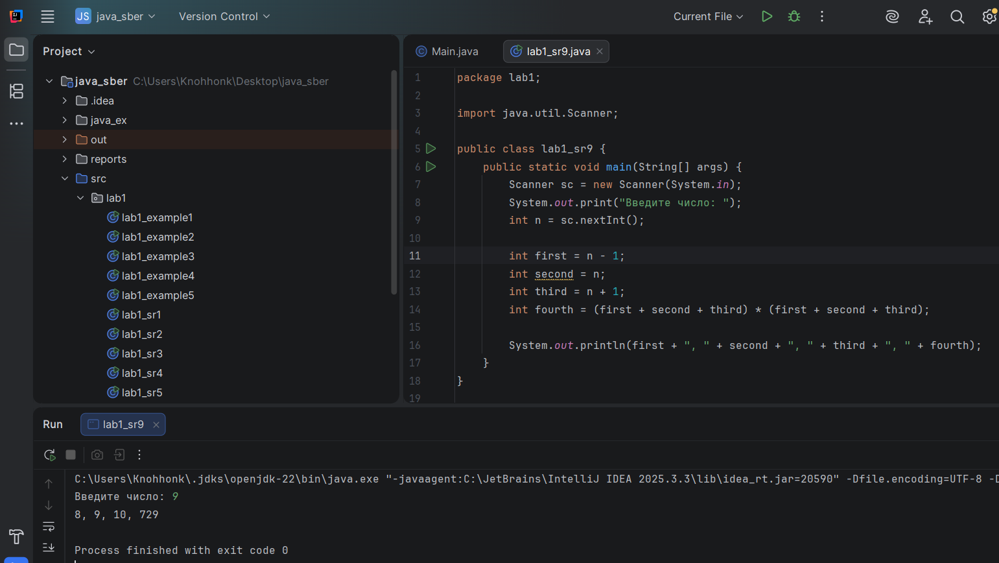 JS java_sber Version Control Current File
Project
java_sber C:\Users\Knohhonk\Desktop\java_sber
.idea
java_ex
out
reports
src
lab1
lab1_example1
lab1_example2
lab1_example3
lab1_example4
lab1_example5
lab1_sr1
lab1_sr2
lab1_sr3
lab1_sr4
lab1_sr5
Main.java lab1_sr9.java
1 package lab1;
2
3 import java.util.Scanner;
4
5 public class lab1_sr9 {
6 public static void main(String[] args) {
7 Scanner sc = new Scanner(System.in);
8 System.out.print("Введите число: ");
9 int n = sc.nextInt();
10
11 int first = n - 1;
12 int second = n;
13 int third = n + 1;
14 int fourth = (first + second + third) * (first + second + third);
15
16 System.out.println(first + ", " + second + ", " + third + ", " + fourth);
17 }
18 }
19
Run lab1_sr9
C:\Users\Knohhonk\.jdks\openjdk-22\bin\java.exe "-javaagent:C:\JetBrains\IntelliJ IDEA 2025.3.3\lib\idea_rt.jar=20590" -Dfile.encoding=UTF-8 -D
Введите число: 9
8, 9, 10, 729
Process finished with exit code 0